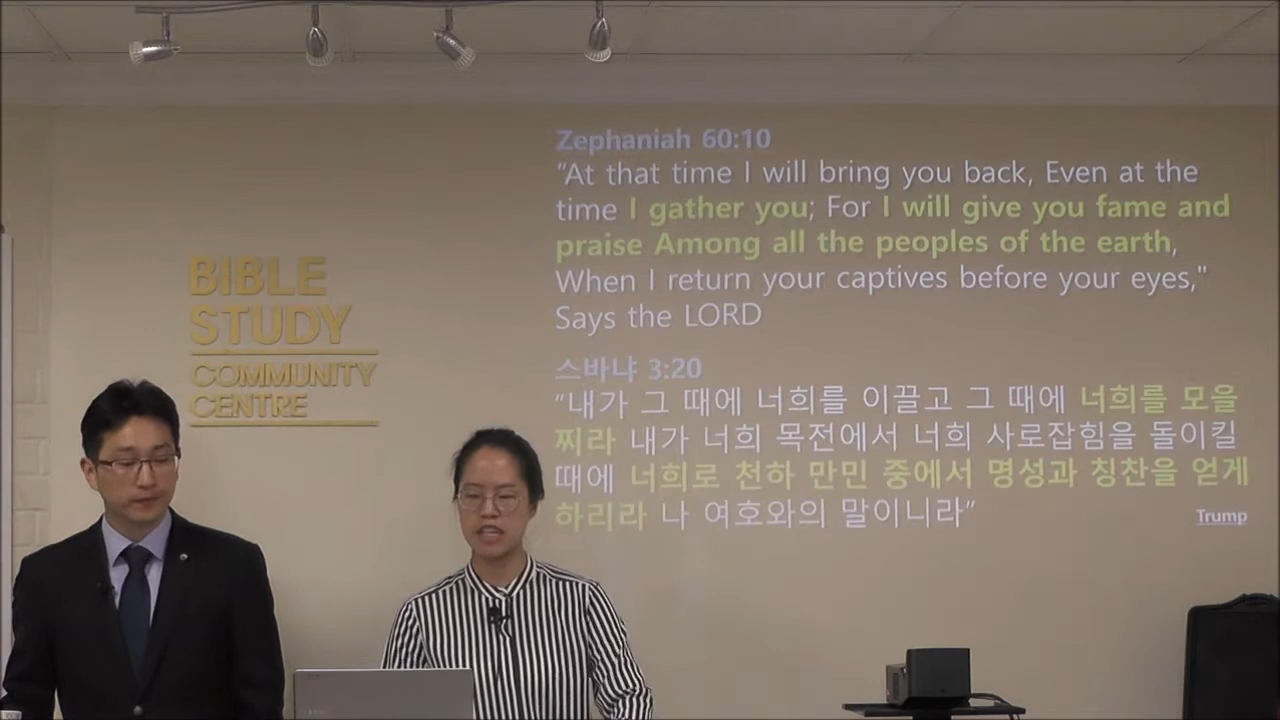 BIBLE
STUDY
COMMUNITY
CENTRE
Zephaniah 60:10
“At that time I will bring you back, Even at the
time I gather you; For I will give you fame and
praise Among all the peoples of the earth,
When I return your captives before your eyes,"
Says the LORD
스바냐 3:20
“내가 그 때에 너희를 이끌고 그 때에 너희를 모을
찌라 내가 너희 목전에서 너희 사로잡힘을 돌이킬
때에 너희로 천하 만민 중에서 명성과 칭찬을 얻게
하리라 나 여호와의 말이니라”
Trump